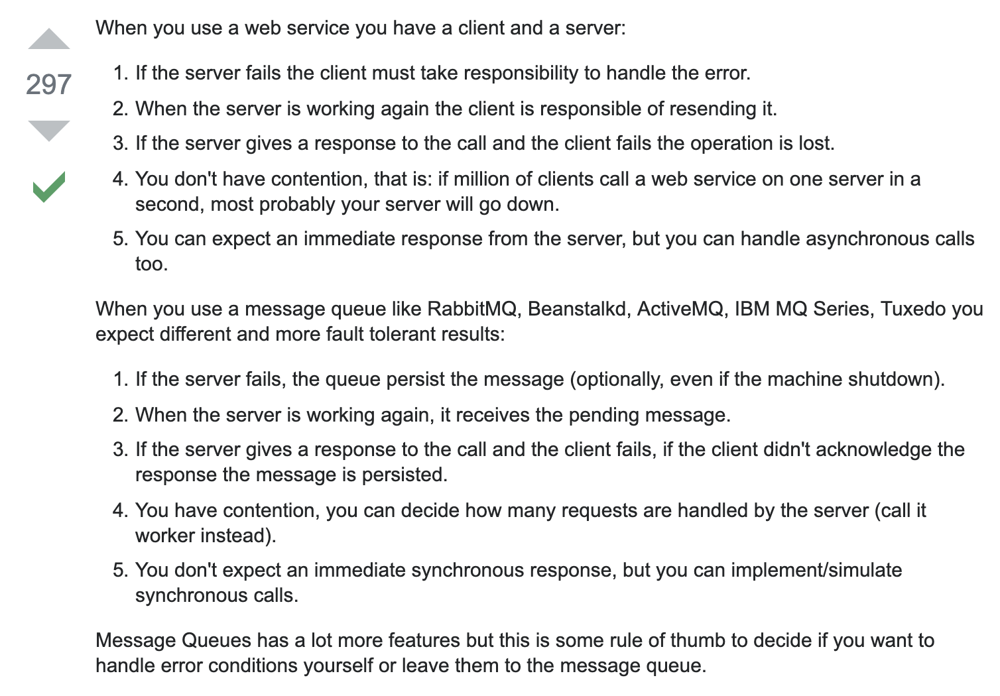 When you use a web service you have a client and a server:
297
1. If the server fails the client must take responsibility to handle the error.
2. When the server is working again the client is responsible of resending it.
3. If the server gives a response to the call and the client fails the operation is lost.
4. You don't have contention, that is: if million of clients call a web service on one server in a
second, most probably your server will go down.
5. You can expect an immediate response from the server, but you can handle asynchronous calls
too.
When you use a message queue like RabbitMQ, Beanstalkd, ActiveMQ, IBM MQ Series, Tuxedo you
expect different and more fault tolerant results:
1. If the server fails, the queue persist the message (optionally, even if the machine shutdown).
2. When the server is working again, it receives the pending message.
3. If the server gives a response to the call and the client fails, if the client didn't acknowledge the
response the message is persisted.
4. You have contention, you can decide how many requests are handled by the server (call it
worker instead).
5. You don't expect an immediate synchronous response, but you can implement/simulate
synchronous calls.
Message Queues has a lot more features but this is some rule of thumb to decide if you want to
handle error conditions yourself or leave them to the message queue.